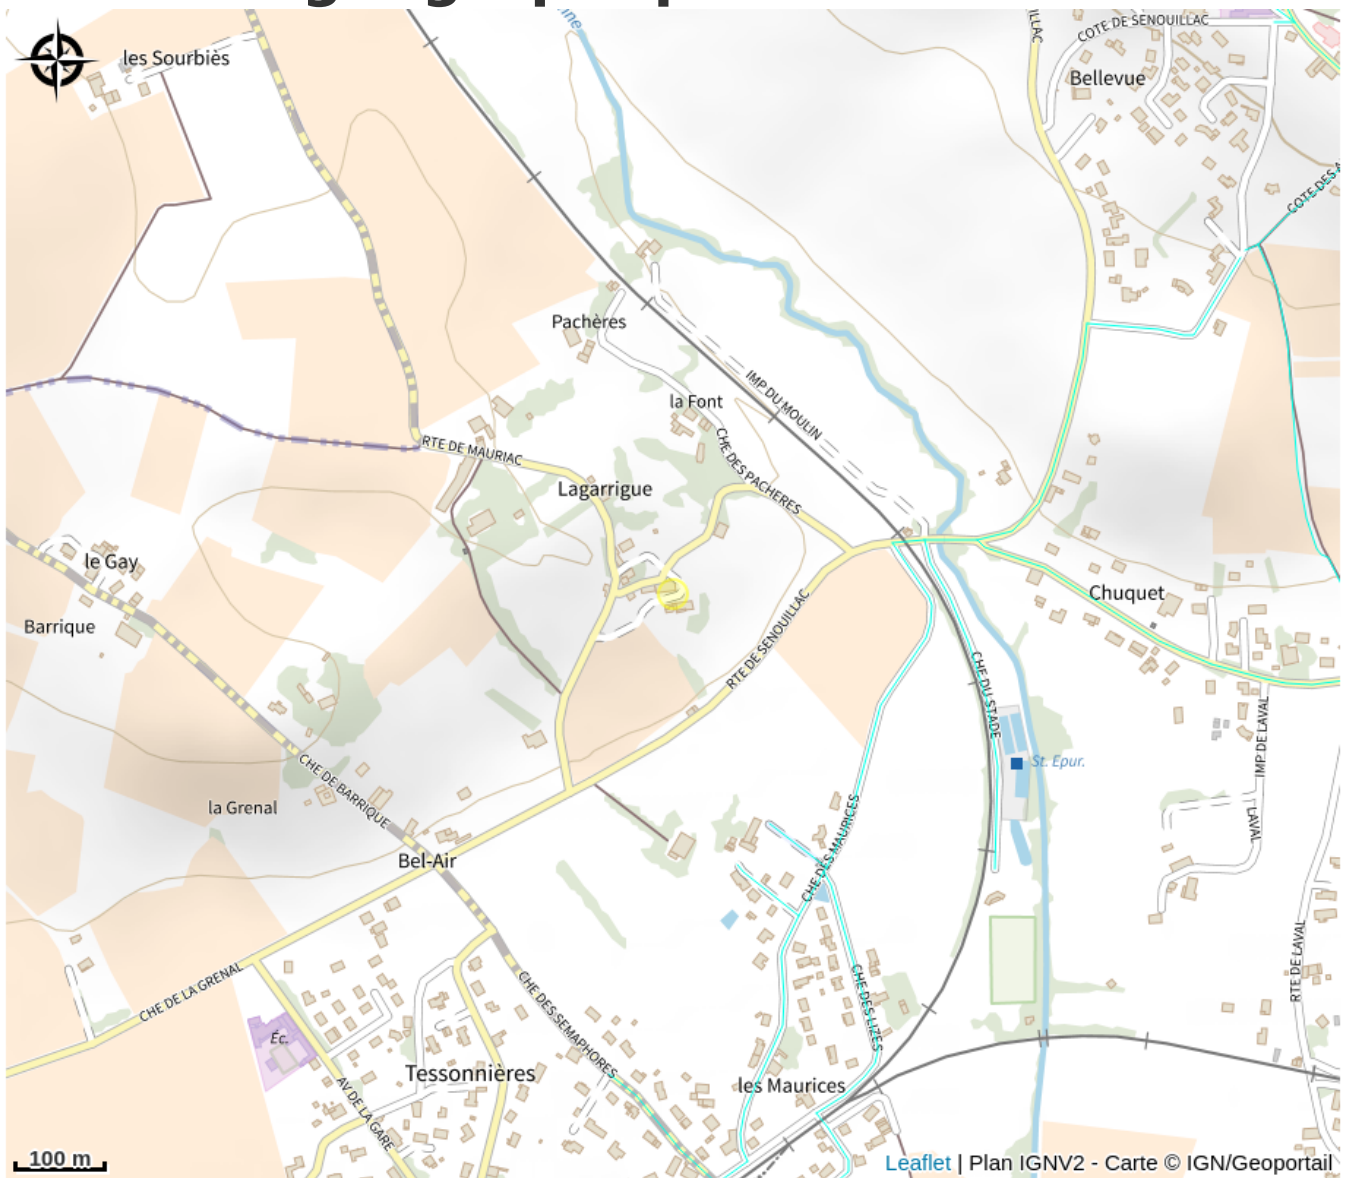 ILLAC
COTE DE SENOUILLAC
les Sourbiès
Bellevue
COTE DES
Pachères
IMP DU MOULIN
la Font
RTE DE MAURIAC
CHE DES PACHERES
Lagarrigue
le Gay
Chuquet
Barrique
RTE DE SENOUILLAC
CHE DU STADE
IMP DE LAVAL
St. Epur.
CHE DE BARRIQUE
la Grenal
LAVAL
CHE DES MAURICES
Bel-Air
RTE DE LAVAL
CHE DE LA GRENAL
CHE DES SEMAPHORES
CHE DES LIZES
Éc.
Tessonnières
les Maurices
AV DE LA GARE
100 m
Leaflet | Plan IGNV2 - Carte © IGN/Geoportail